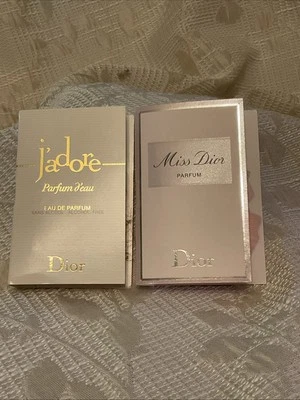 j'adore
Parfum d'eau
EAU DE PARFUM
Dior
Miss Dior
PARFUM
Dior